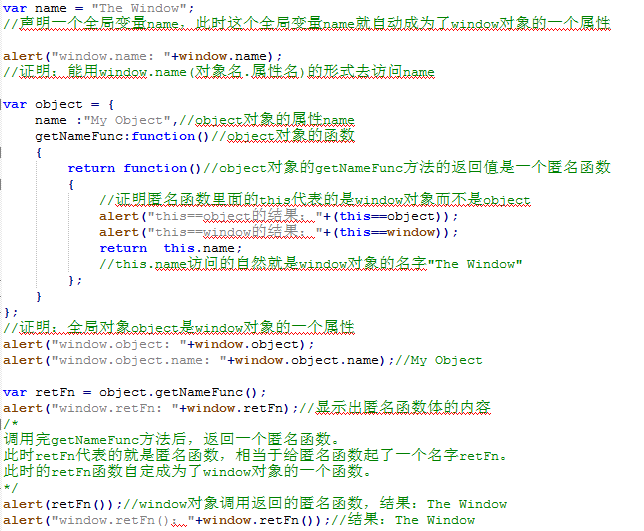 var name = "The Window";
//声明一个全局变量name，此时这个全局变量name就自动成为了window对象的一个属性
alert("window.name: "+window.name);
//证明：能用window.name(对象名.属性名)的形式去访问name
var object = {
name :"My Object",//object对象的属性name
getNameFunc:function()//object对象的函数
{
return function()//object对象的getNameFunc方法的返回值是一个匿名函数
{
//证明匿名函数里面的this代表的是window对象而不是object
alert("this==object的结果："+(this==object));
alert("this==window的结果："+(this==window));
return  this.name;
//this.name访问的自然就是window对象的名字"The Window"
};
}
};
//证明：全局对象object是window对象的一个属性
alert("window.object: "+window.object);
alert("window.object.name: "+window.object.name);//My Object
var retFn = object.getNameFunc();
alert("window.retFn: "+window.retFn);//显示出匿名函数体的内容
/*
调用完getNameFunc方法后，返回一个匿名函数。
此时retFn代表的就是匿名函数，相当于给匿名函数起了一个名字retFn。
此时的retFn函数自定成为了window对象的一个函数。
*/
alert(retFn());//window对象调用返回的匿名函数，结果：The Window
alert("window.retFn(); "+window.retFn());//结果：The Window